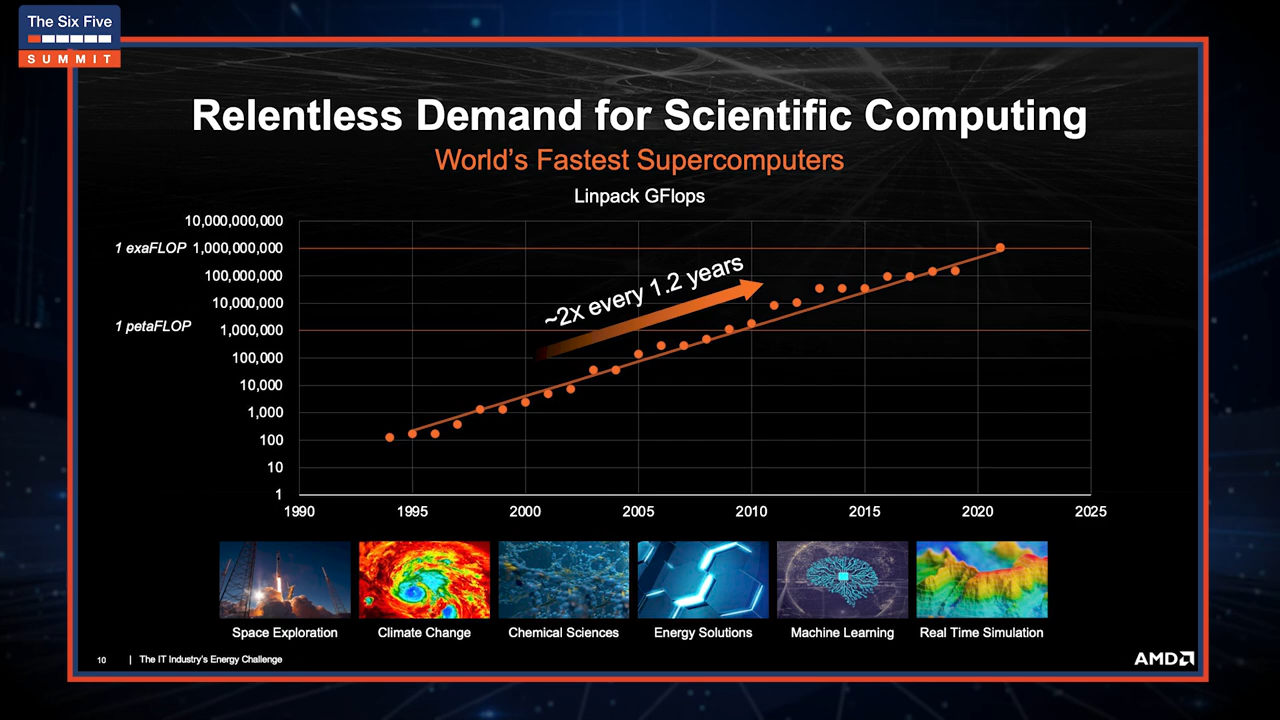 The Six Five
SUMMIT
Relentless Demand for Scientific Computing
World's Fastest Supercomputers
Linpack GFlops
10,000,000,000
1 exaFLOP 1,000,000,000
100,000,000
10,000,000
1 petaFLOP 1,000,000
100,000
10,000
1,000
100
10
1
~2x every 1.2 years
1990 1995 2000 2005 2010 2015 2020 2025
Space Exploration Climate Change Chemical Sciences Energy Solutions Machine Learning Real Time Simulation
10 | The IT Industry's Energy Challenge
AMD